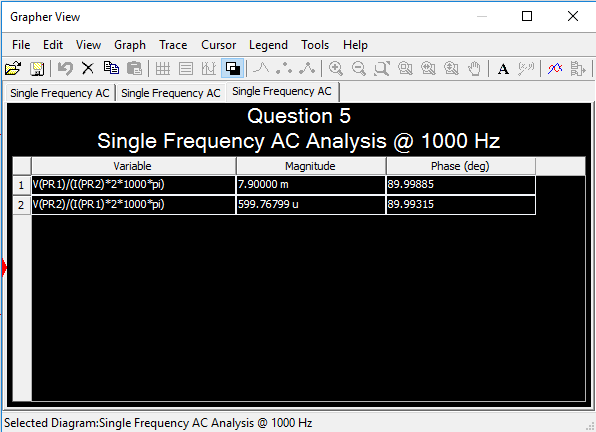 Grapher View
File Edit View Graph Trace Cursor Legend Tools Help
A
Single Frequency AC Single Frequency AC Single Frequency AC
Question 5
Single Frequency AC Analysis @ 1000 Hz
Variable Magnitude Phase (deg)
1 V(PR1)/(I(PR2)*2*1000*pi) 7.90000 m 89.99885
2 V(PR2)/(I(PR1)*2*1000*pi) 599.76799 u 89.99315
Selected Diagram:Single Frequency AC Analysis @ 1000 Hz